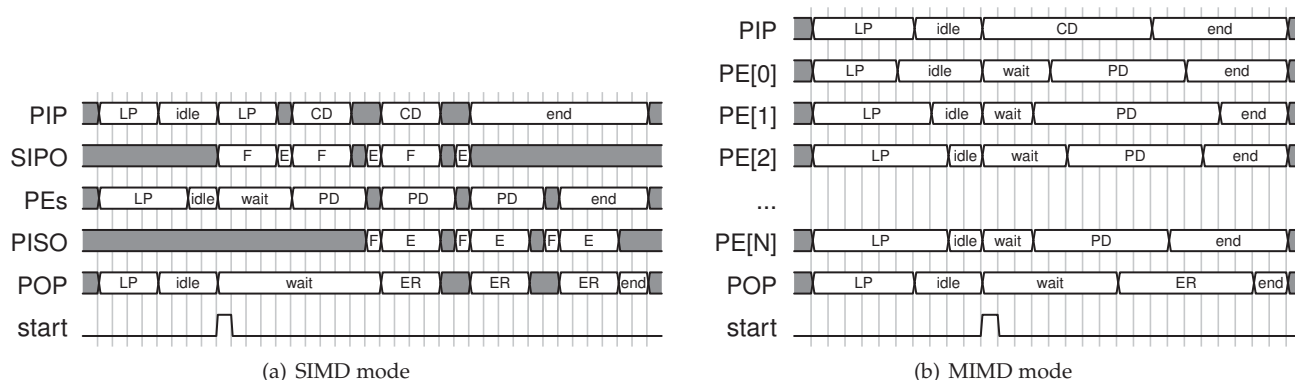 PIP LP idle LP CD CD end
SIPO F E F E F E
PEs LP idle wait PD PD PD end
PISO F E F E F E
POP LP idle wait ER ER ER end
start
(a) SIMD mode
PIP LP idle CD end
PE[0] LP idle wait PD end
PE[1] LP idle wait PD end
PE[2] LP idle wait PD end
...
PE[N] LP idle wait PD end
POP LP idle wait ER end
start
(b) MIMD mode